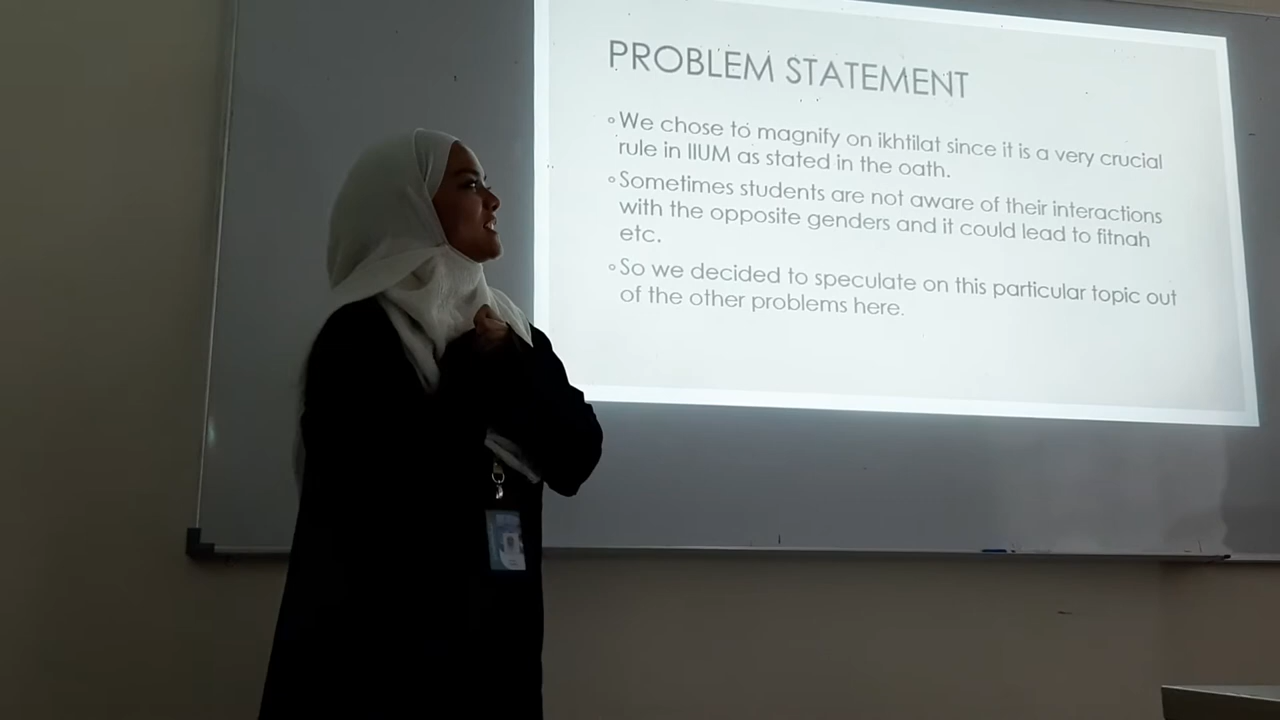 PROBLEM STATEMENT
◦We chose to magnify on ikhtilat since it is a very crucial
rule in IIUM as stated in the oath.
◦Sometimes students are not aware of their interactions
with the opposite genders and it could lead to fitnah
etc.
◦So we decided to speculate on this particular topic out
of the other problems here.